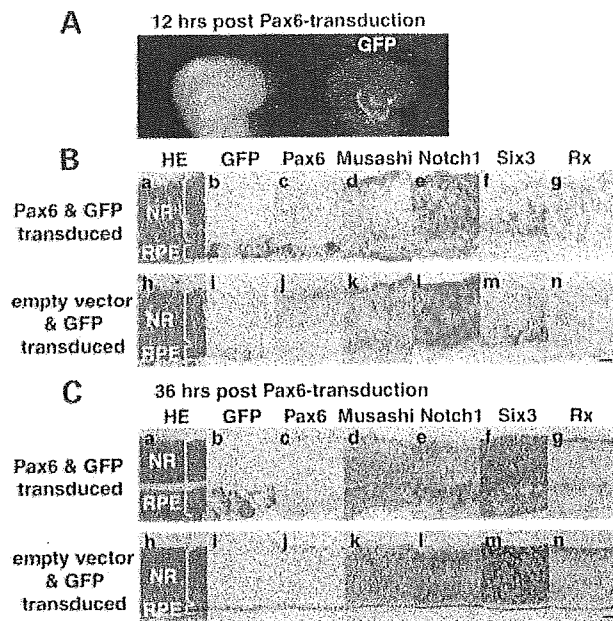 A
12 hrs post Pax6-transduction
GFP
B
HE GFP Pax6 Musashi Notch1 Six3 Rx
Pax6 & GFP transduced
a b c d e f g
NR
RPE
empty vector & GFP transduced
h i j k l m n
NR
RPE
C
36 hrs post Pax6-transduction
HE GFP Pax6 Musashi Notch1 Six3 Rx
Pax6 & GFP transduced
a b c d e f g
NR
RPE
empty vector & GFP transduced
h i j k l m n
NR
RPE